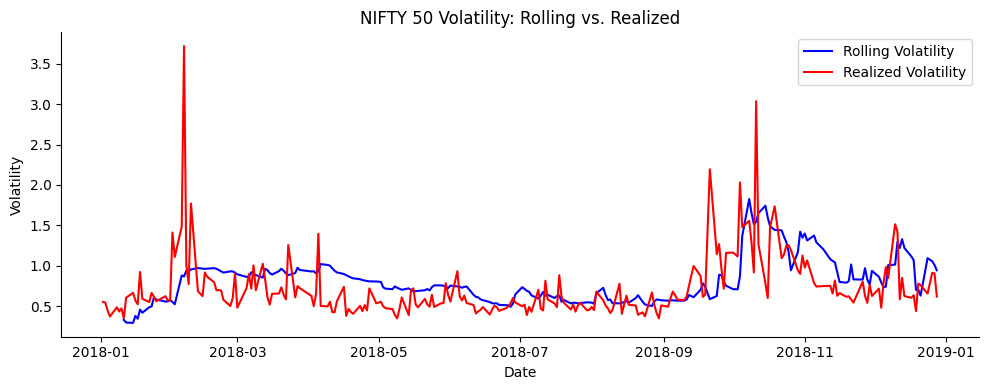 NIFTY 50 Volatility: Rolling vs. Realized
Rolling Volatility
Realized Volatility
Volatility
3.5
3.0
2.5
2.0
1.5
1.0
0.5
2018-01
2018-03
2018-05
2018-07
2018-09
2018-11
2019-01
Date